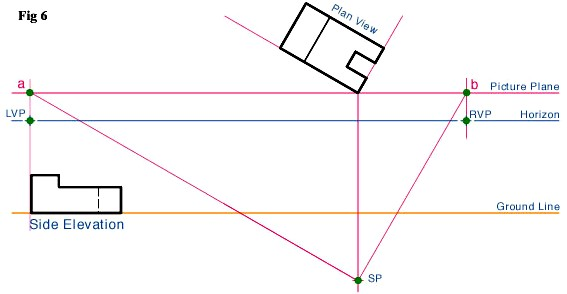 Fig 6
Plan View
a
b
Picture Plane
LVP
RVP
Horizon
Ground Line
Side Elevation
SP